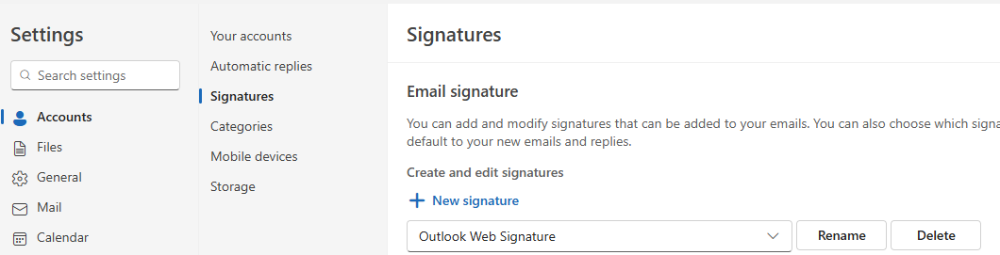 Settings
Search settings
Accounts
Files
General
Mail
Calendar
Your accounts
Automatic replies
Signatures
Categories
Mobile devices
Storage
Signatures
Email signature
You can add and modify signatures that can be added to your emails. You can also choose which
default to your new emails and replies.
Create and edit signatures
New signature
Outlook Web Signature
Rename
Delete